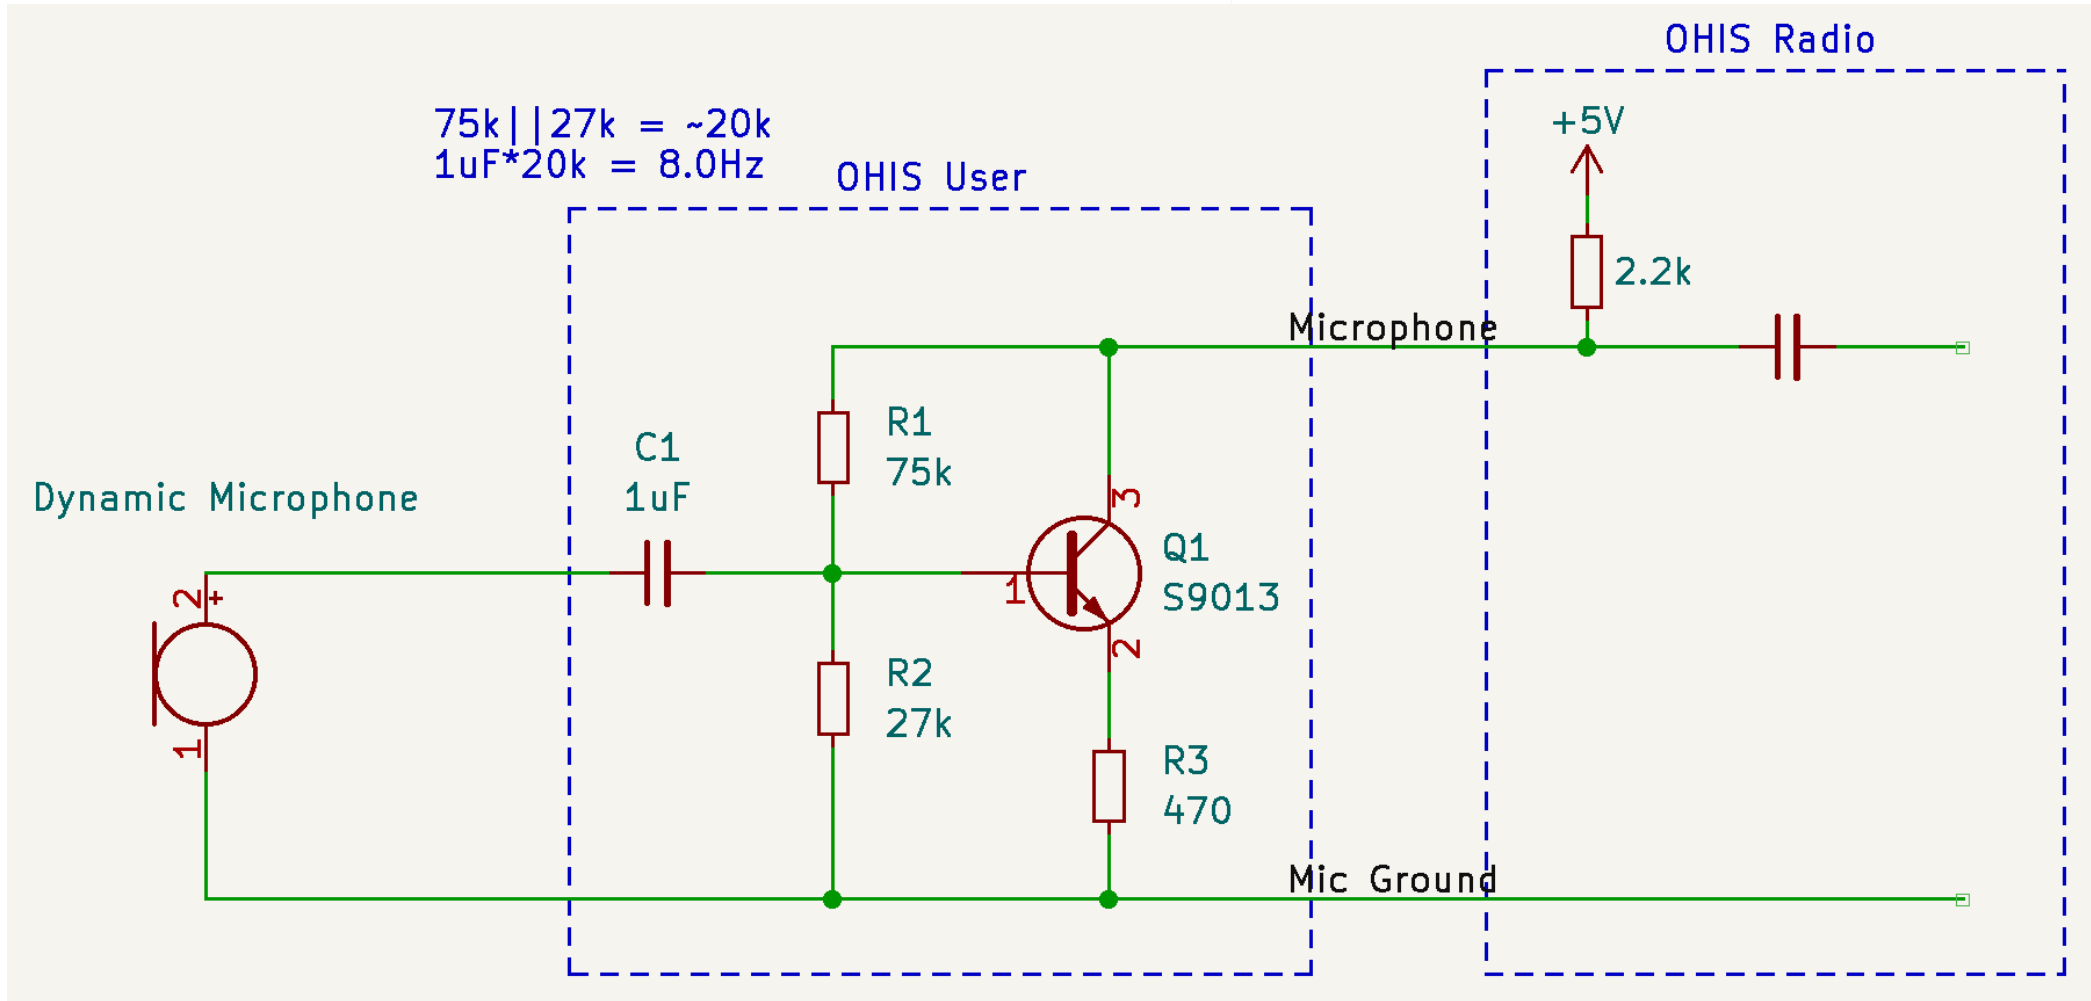 OHIS Radio
75k||27k = ~20k
1uF*20k = 8.0Hz
OHIS User
+5V
2.2k
Microphone
R1
75k
C1
1uF
Dynamic Microphone
3
Q1
S9013
1
2
2
+
1
R2
27k
R3
470
Mic Ground